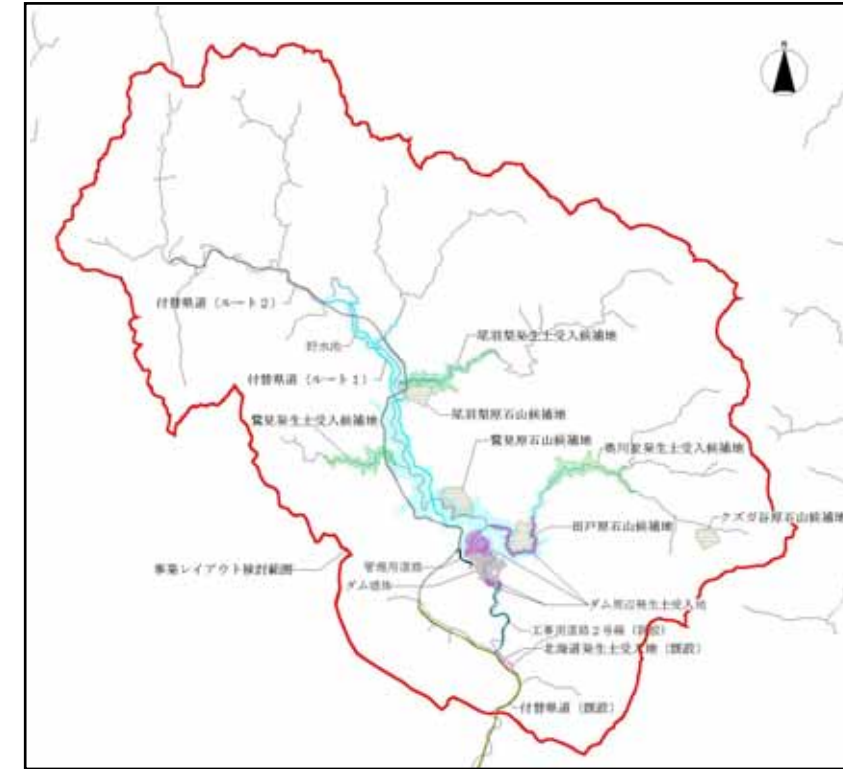 N
付替県道（ルート２）
貯水池
尾羽梨発生土受入候補地
付替県道（ルート１）
鷲見発生土受入候補地
尾羽梨原石山候補地
鷲見原石山候補地
奥川並発生土受入候補地
田戸原石山候補地
クズガ谷原石山候補地
事業レイアウト検討範囲
管理用道路
ダム堤体
ダム周辺発生土受入地
工事用道路２号線（既設）
北海道発生土受入地（既設）
付替県道（既設）